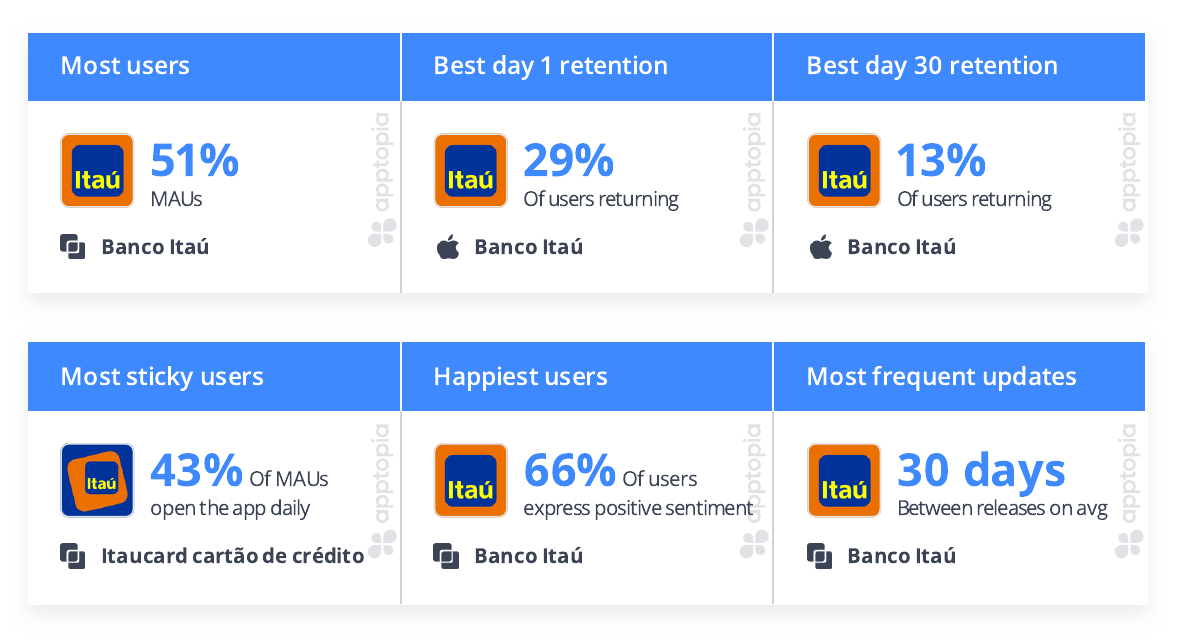 Most users
Best day 1 retention
Best day 30 retention
Itaú
51%
MAUs
Banco Itaú
apptopia
Itaú
29%
Of users returning
Banco Itaú
apptopia
Itaú
13%
Of users returning
Banco Itaú
apptopia
Most sticky users
Happiest users
Most frequent updates
Itaú
43% Of MAUs
open the app daily
Itaucard cartão de crédito
apptopia
Itaú
66% Of users
express positive sentiment
Banco Itaú
apptopia
Itaú
30 days
Between releases on avg
Banco Itaú
apptopia